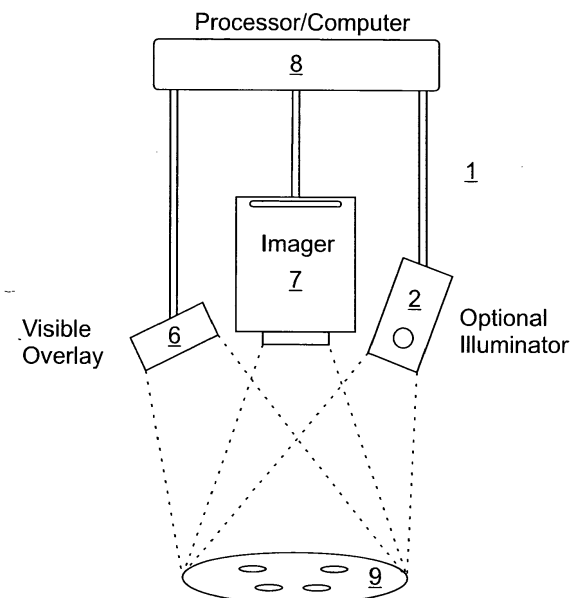 Processor/Computer
8
1
Imager
7
2
Visible
Overlay
6
Optional
Illuminator
9